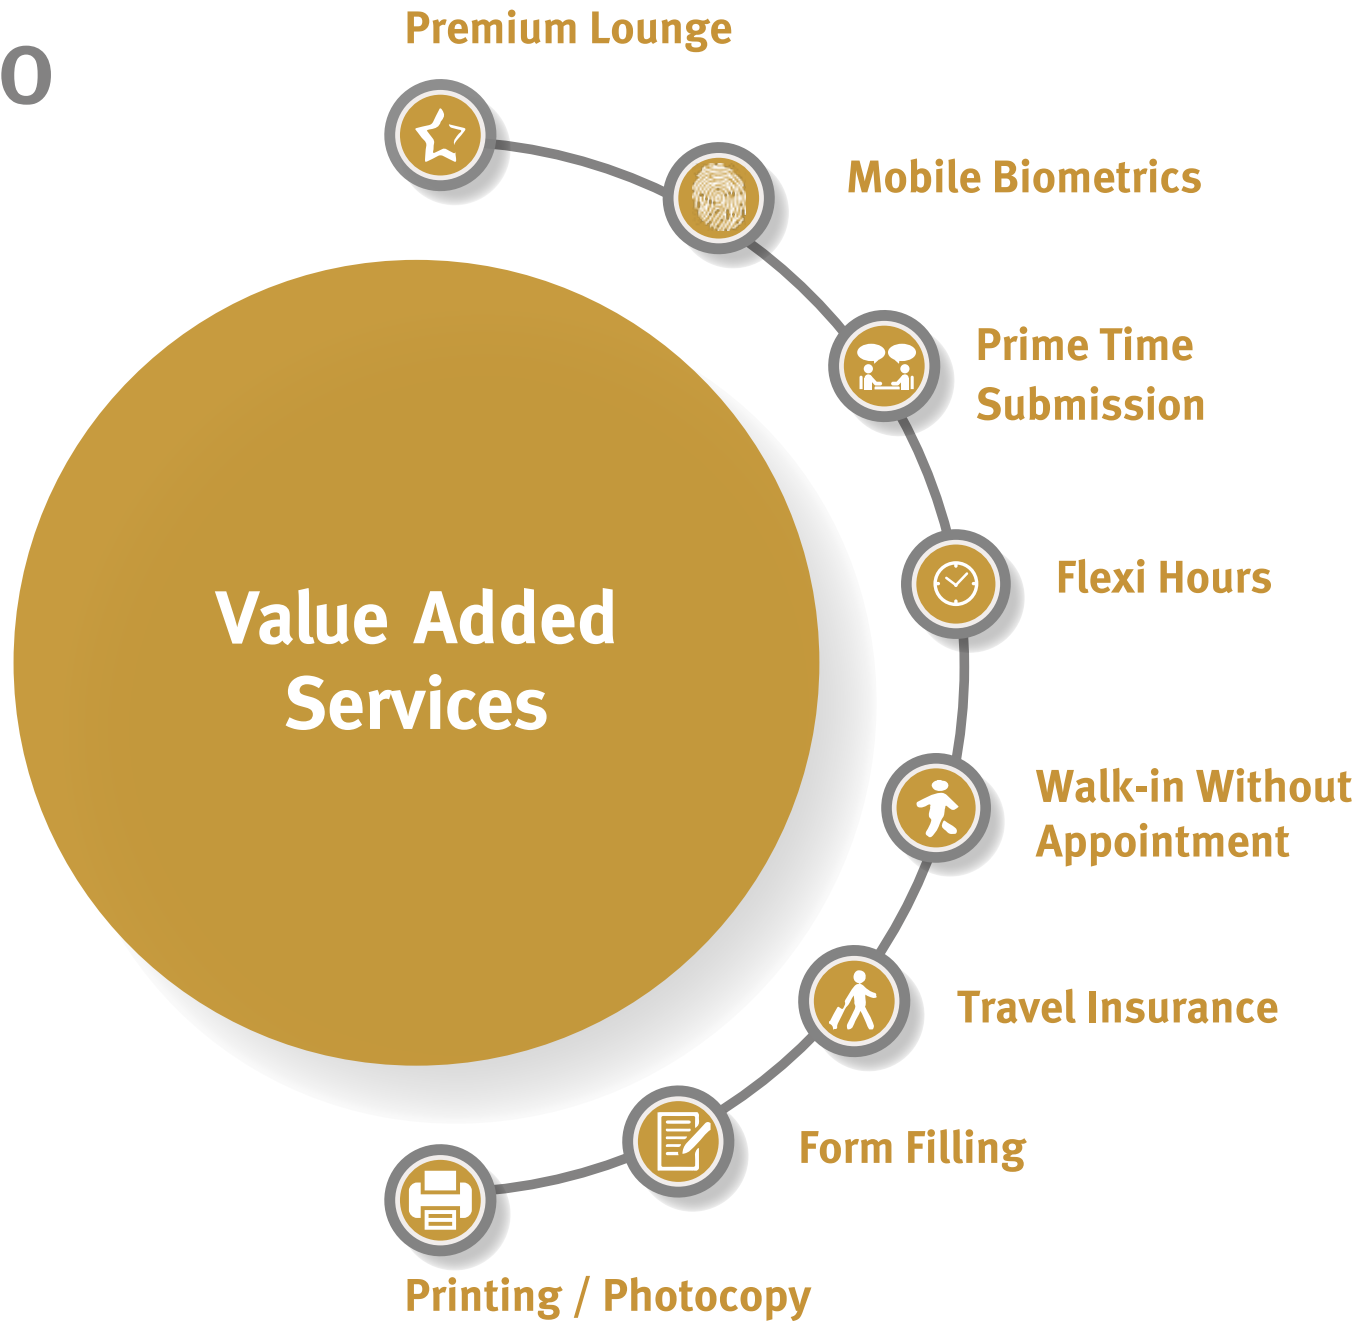 Premium Lounge
o
Mobile Biometrics
Prime Time
Submission
Flexi Hours
Value Added
Services
Walk-in Without
Appointment
Travel Insurance
Form Filling
Printing / Photocopy